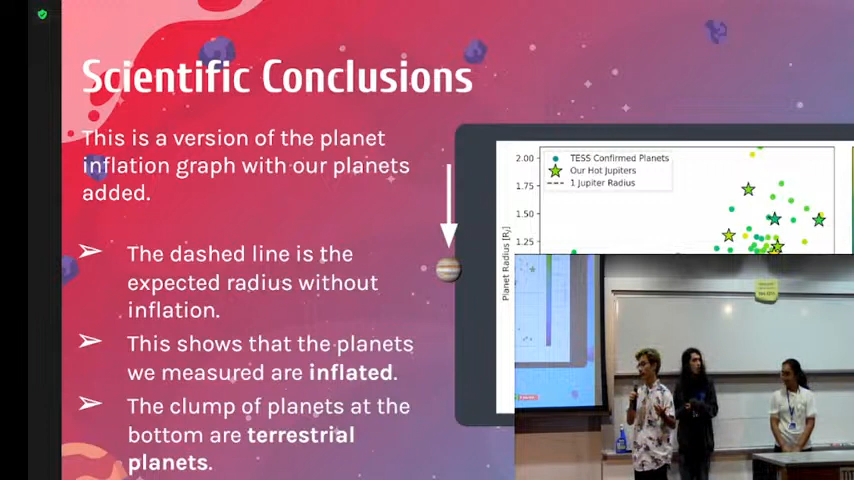 Scientific Conclusions
This is a version of the planet
inflation graph with our planets
added.
➢ The dashed line is the
expected radius without
inflation.
➢ This shows that the planets
we measured are inflated.
➢ The clump of planets at the
bottom are terrestrial
planets.
TESS Confirmed Planets
Our Hot Jupiters
1 Jupiter Radius
2.00
1.75
1.50
1.25
Planet Radius [RJ]